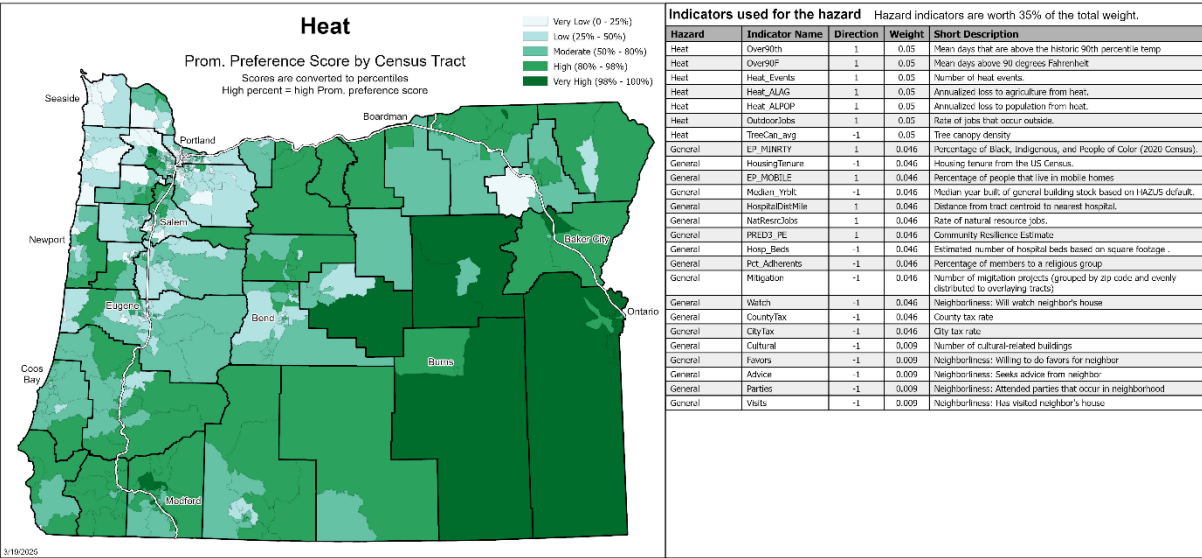 Heat
Prom. Preference Score by Census Tract
Scores are converted to percentiles
High percent = high Prom. preference score
Very Low (0 - 25%)
Low (25% - 50%)
Moderate (50% - 80%)
High (80% - 98%)
Very High (98% - 100%)
Seaside
Portland
Boardman
Salem
Newport
Baker City
Eugene
Bend
Ontario
Burns
Coos
Bay
Medford
3/19/2025
Indicators used for the hazard Hazard indicators are worth 35% of the total weight.
Hazard Indicator Name Direction Weight Short Description
Heat Over90th 1 0.05 Mean days that are above the historic 90th percentile temp
Heat Over90F 1 0.05 Mean days above 90 degrees Fahrenheit
Heat Heat_Events 1 0.05 Number of heat events.
Heat Heat_ALAG 1 0.05 Annualized loss to agriculture from heat.
Heat Heat_ALPOP 1 0.05 Annualized loss to population from heat.
Heat OutdoorJobs 1 0.05 Rate of jobs that occur outside.
Heat TreeCan_avg -1 0.05 Tree canopy density
General EP_MINRTY 1 0.046 Percentage of Black, Indigenous, and People of Color (2020 Census).
General HousingTenure -1 0.046 Housing tenure from the US Census.
General EP_MOBILE 1 0.046 Percentage of people that live in mobile homes
General Median_Yrblt -1 0.046 Median year built of general building stock based on HAZUS default.
General HospitalDistMile 1 0.046 Distance from tract centroid to nearest hospital.
General NatResrcJobs 1 0.046 Rate of natural resource jobs.
General PRED3_PE 1 0.046 Community Resilience Estimate
General Hosp_Beds -1 0.046 Estimated number of hospital beds based on square footage .
General Pct_Adherents -1 0.046 Percentage of members to a religious group
General Mitigation -1 0.046 Number of migitation projects (grouped by zip code and evenly
distributed to overlaying tracts)
General Watch -1 0.046 Neighborliness: Will watch neighbor's house
General CountyTax -1 0.046 County tax rate
General CityTax -1 0.046 City tax rate
General Cultural -1 0.009 Number of cultural-related buildings
General Favors -1 0.009 Neighborliness: Willing to do favors for neighbor
General Advice -1 0.009 Neighborliness: Seeks advice from neighbor
General Parties -1 0.009 Neighborliness: Attended parties that occur in neighborhood
General Visits -1 0.009 Neighborliness: Has visited neighbor's house